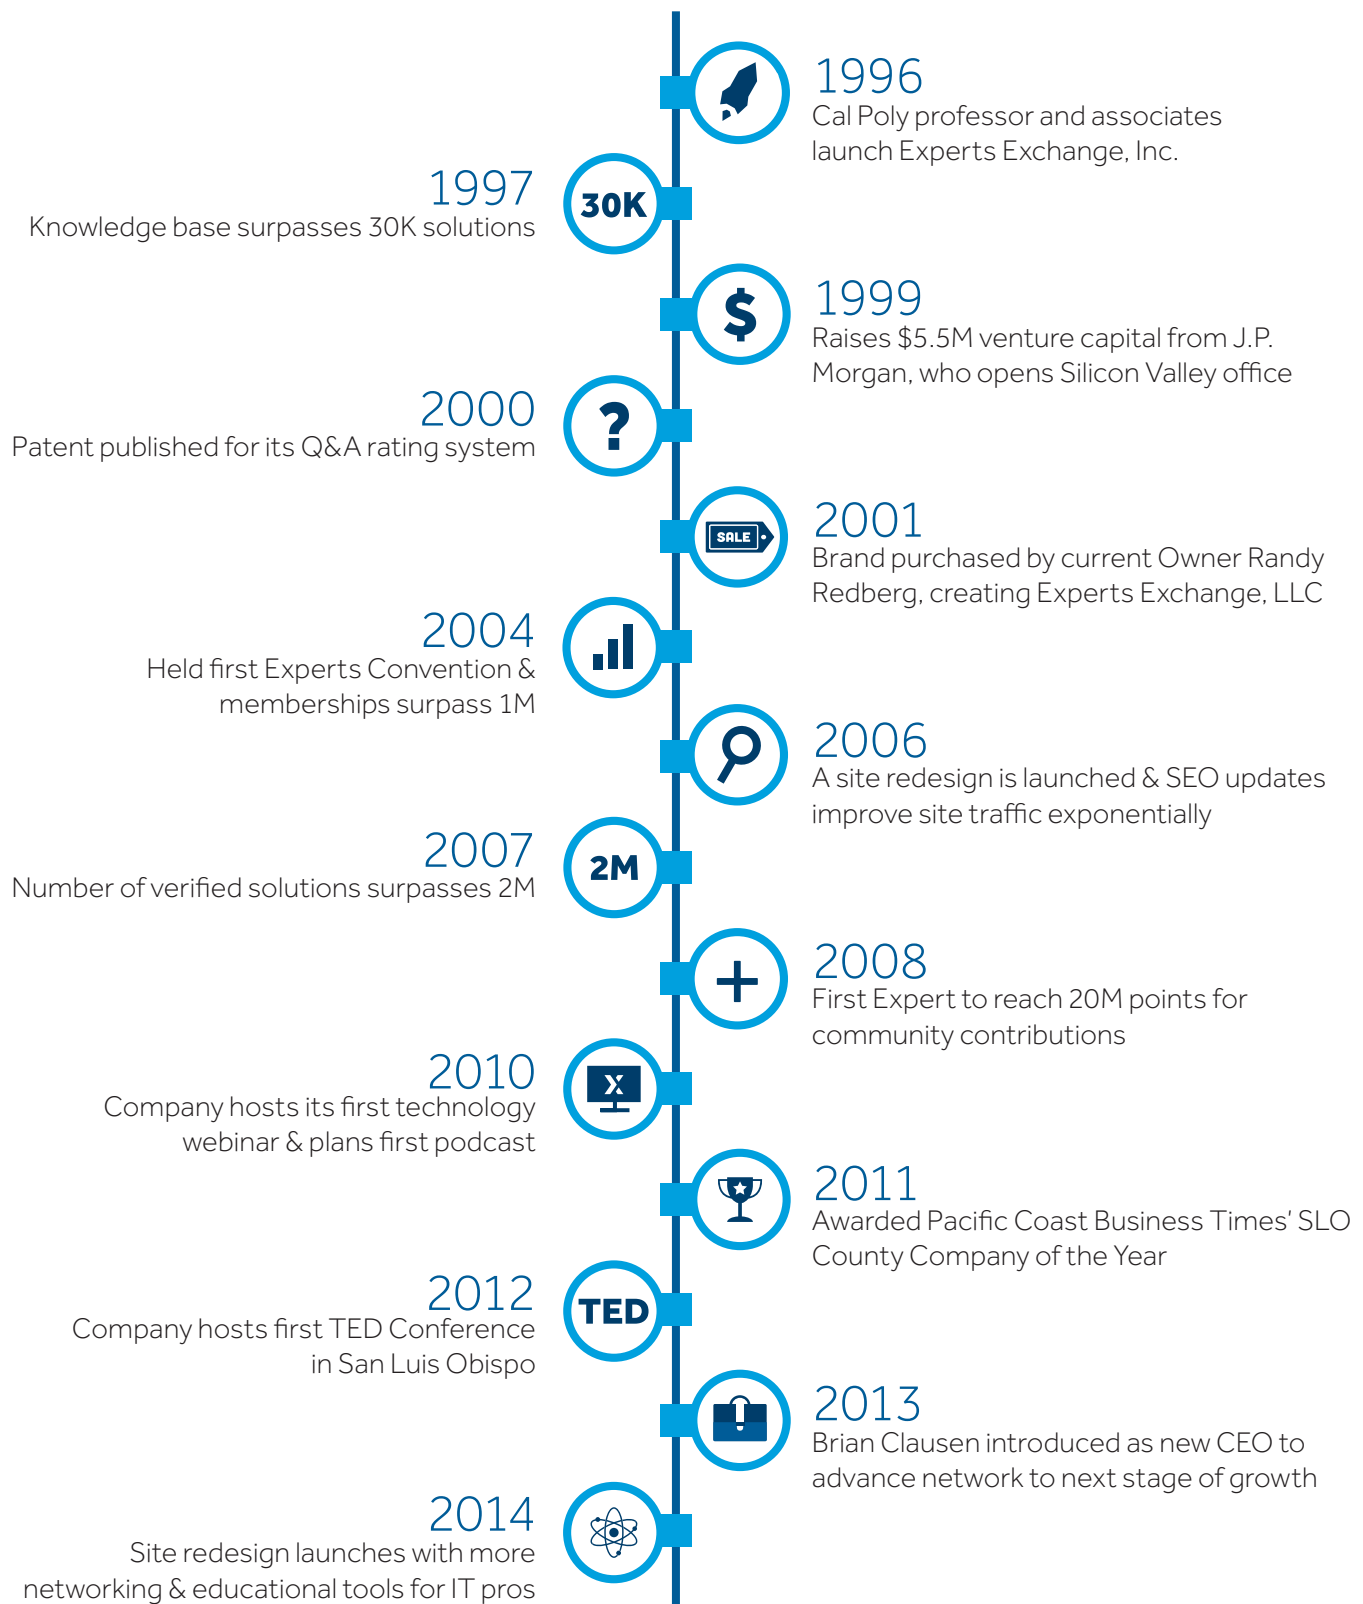 1996
Cal Poly professor and associates
launch Experts Exchange, Inc.
1997
Knowledge base surpasses 30K solutions
30K
1999
Raises $5.5M venture capital from J.P.
Morgan, who opens Silicon Valley office
$
2000
Patent published for its Q&A rating system
?
SALE
2001
Brand purchased by current Owner Randy
Redberg, creating Experts Exchange, LLC
2004
Held first Experts Convention &
memberships surpass 1M
2006
A site redesign is launched & SEO updates
improve site traffic exponentially
2007
Number of verified solutions surpasses 2M
2M
+
2008
First Expert to reach 20M points for
community contributions
2010
Company hosts its first technology
webinar & plans first podcast
X
2011
Awarded Pacific Coast Business Times' SLO
County Company of the Year
2012
Company hosts first TED Conference
in San Luis Obispo
TED
2013
Brian Clausen introduced as new CEO to
advance network to next stage of growth
2014
Site redesign launches with more
networking & educational tools for IT pros